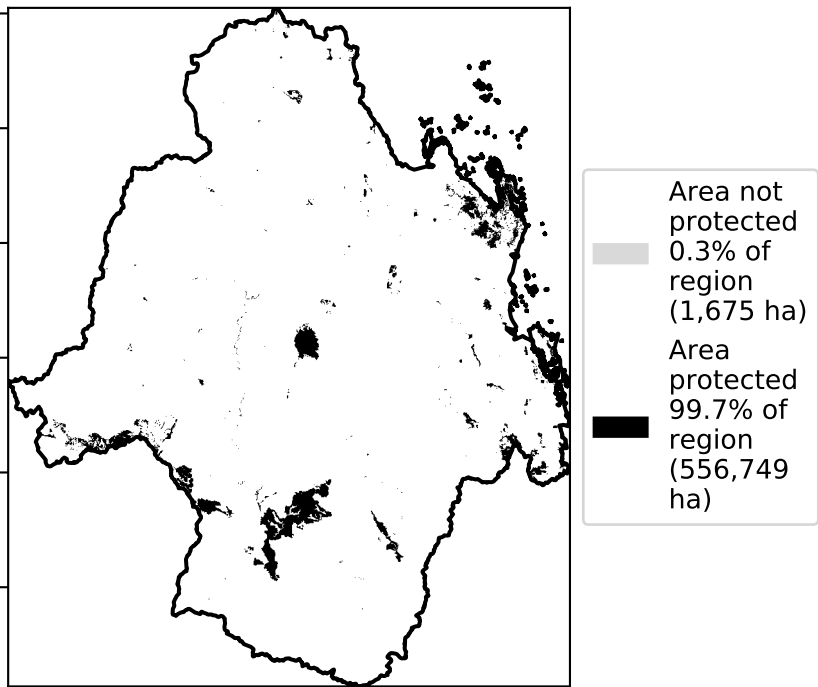 Area not
protected
0.3% of
region
(1,675 ha)
Area
protected
99.7% of
region
(556,749
ha)